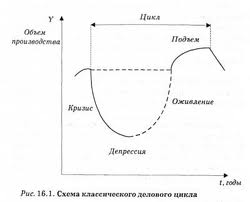 Y
Цикл
Объем
производства
Подъем
Кризис
Оживление
Депрессия
t, годы
Рис. 16.1. Схема классического делового цикла